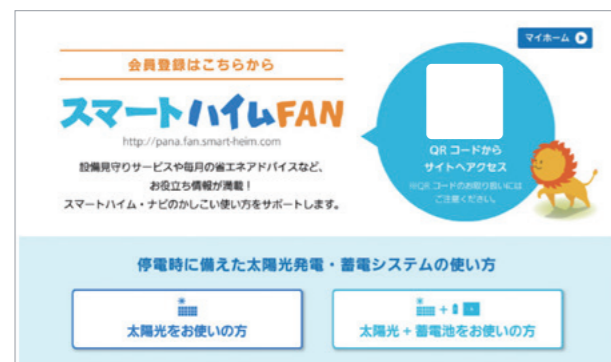 マイホーム
会員登録はこちらから
スマートハイムFAN
http://pana.fan.smart-heim.com
設備見守りサービスや毎月の省エネアドバイスなど、
お役立ち情報が満載！
スマートハイム・ナビのかしこい使い方をサポートします。
QRコードから
サイトへアクセス
※QRコードのお取り扱いには
ご注意ください。
停電時に備えた太陽光発電・蓄電システムの使い方
太陽光をお使いの方
太陽光+蓄電池をお使いの方